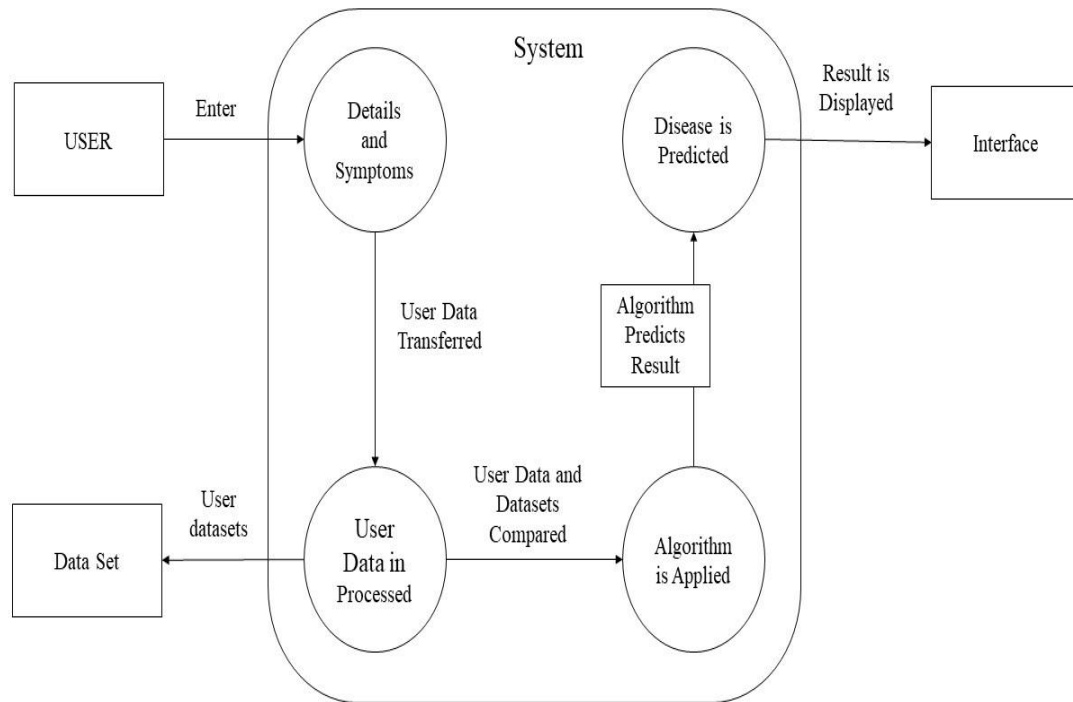 System
USER
Enter
Details
and
Symptoms
Disease is
Predicted
Result is
Displayed
Interface
User Data
Transferred
Algorithm
Predicts
Result
Data Set
User
datasets
User
Data in
Processed
User Data and
Datasets
Compared
Algorithm
is Applied